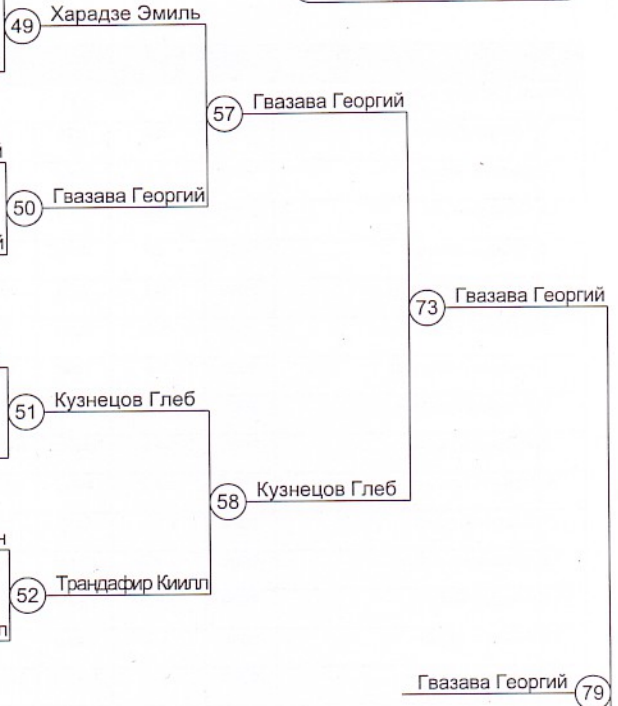 49 Харадзе Эмиль
57 Гвазава Георгий
й
50 Гвазава Георгий
й
73 Гвазава Георгий
51 Кузнецов Глеб
58 Кузнецов Глеб
н
52 Трандафир Киилл
л
Гвазава Георгий 79